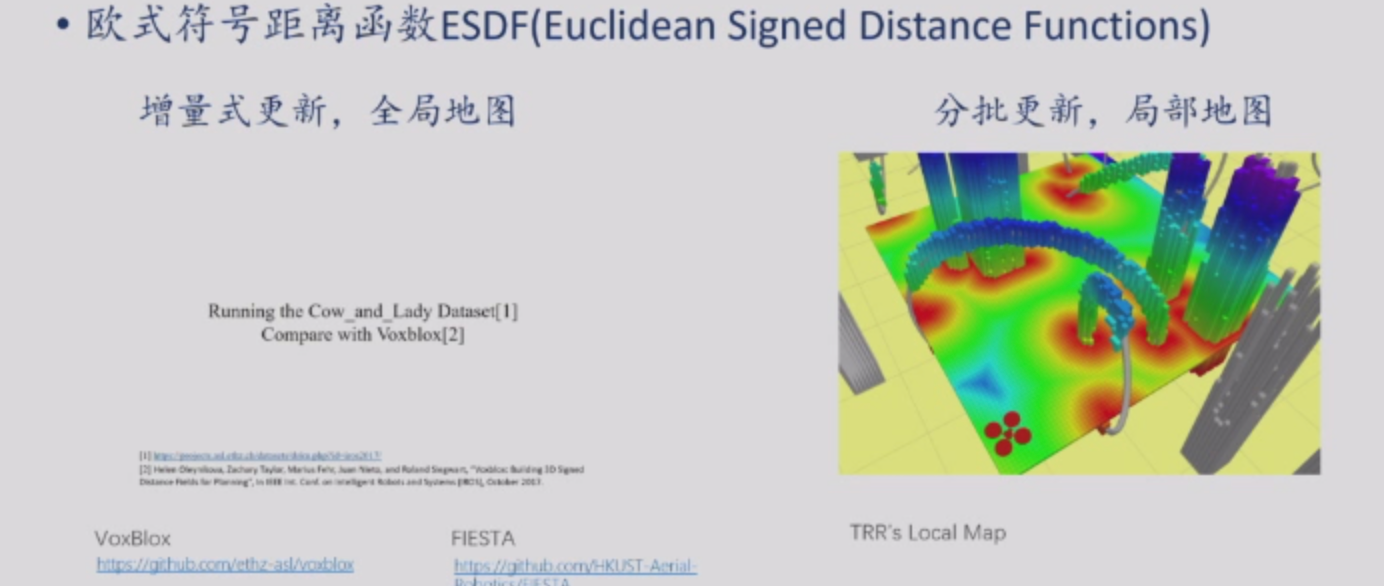 • 欧式符号距离函数ESDF(Euclidean Signed Distance Functions)
增量式更新，全局地图
分批更新，局部地图
Running the Cow_and_Lady Dataset[1]
Compare with Voxblox[2]
[1]
[2] Helen Oleynikova, Zachary Taylor, Marius Fehr, Juan Nieto, and Roland Siegwart, "Voxblox: Building 3D Signed
Distance Fields for Planning", in IEEE Int. Conf. on Intelligent Robots and Systems (IROS), October 2017.
VoxBlox
https://github.com/ethz-asl/voxblox
FIESTA
https://github.com/HKUST-Aerial-
Robotics/FIESTA
TRR's Local Map